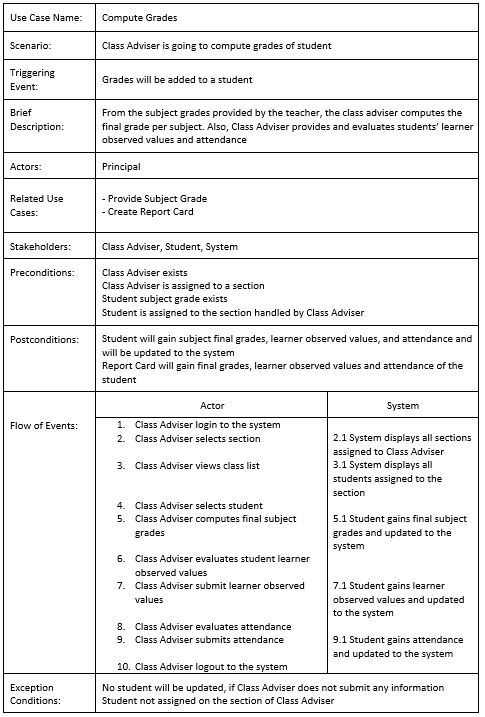 Use Case Name:
Compute Grades
Scenario:
Class Adviser is going to compute grades of student
Triggering
Event:
Grades will be added to a student
Brief
Description:
From the subject grades provided by the teacher, the class adviser computes the
final grade per subject. Also, Class Adviser provides and evaluates students' learner
observed values and attendance
Actors:
Principal
Related Use
Cases:
- Provide Subject Grade
- Create Report Card
Stakeholders:
Class Adviser, Student, System
Preconditions:
Class Adviser exists
Class Adviser is assigned to a section
Student subject grade exists
Student is assigned to the section handled by Class Adviser
Postconditions:
Student will gain subject final grades, learner observed values, and attendance and
will be updated to the system
Report Card will gain final grades, learner observed values and attendance of the
student
Flow of Events:
Actor
1. Class Adviser login to the system
2. Class Adviser selects section
3. Class Adviser views class list
4. Class Adviser selects student
5. Class Adviser computes final subject
grades
6. Class Adviser evaluates student learner
observed values
7. Class Adviser submit learner observed
values
8. Class Adviser evaluates attendance
9. Class Adviser submits attendance
10. Class Adviser logout to the system
System
2.1 System displays all sections
assigned to Class Adviser
3.1 System displays all
students assigned to the
section
5.1 Student gains final subject
grades and updated to the
system
7.1 Student gains learner
observed values and updated
to the system
9.1 Student gains attendance
and updated to the system
Exception
Conditions:
No student will be updated, if Class Adviser does not submit any information
Student not assigned on the section of Class Adviser